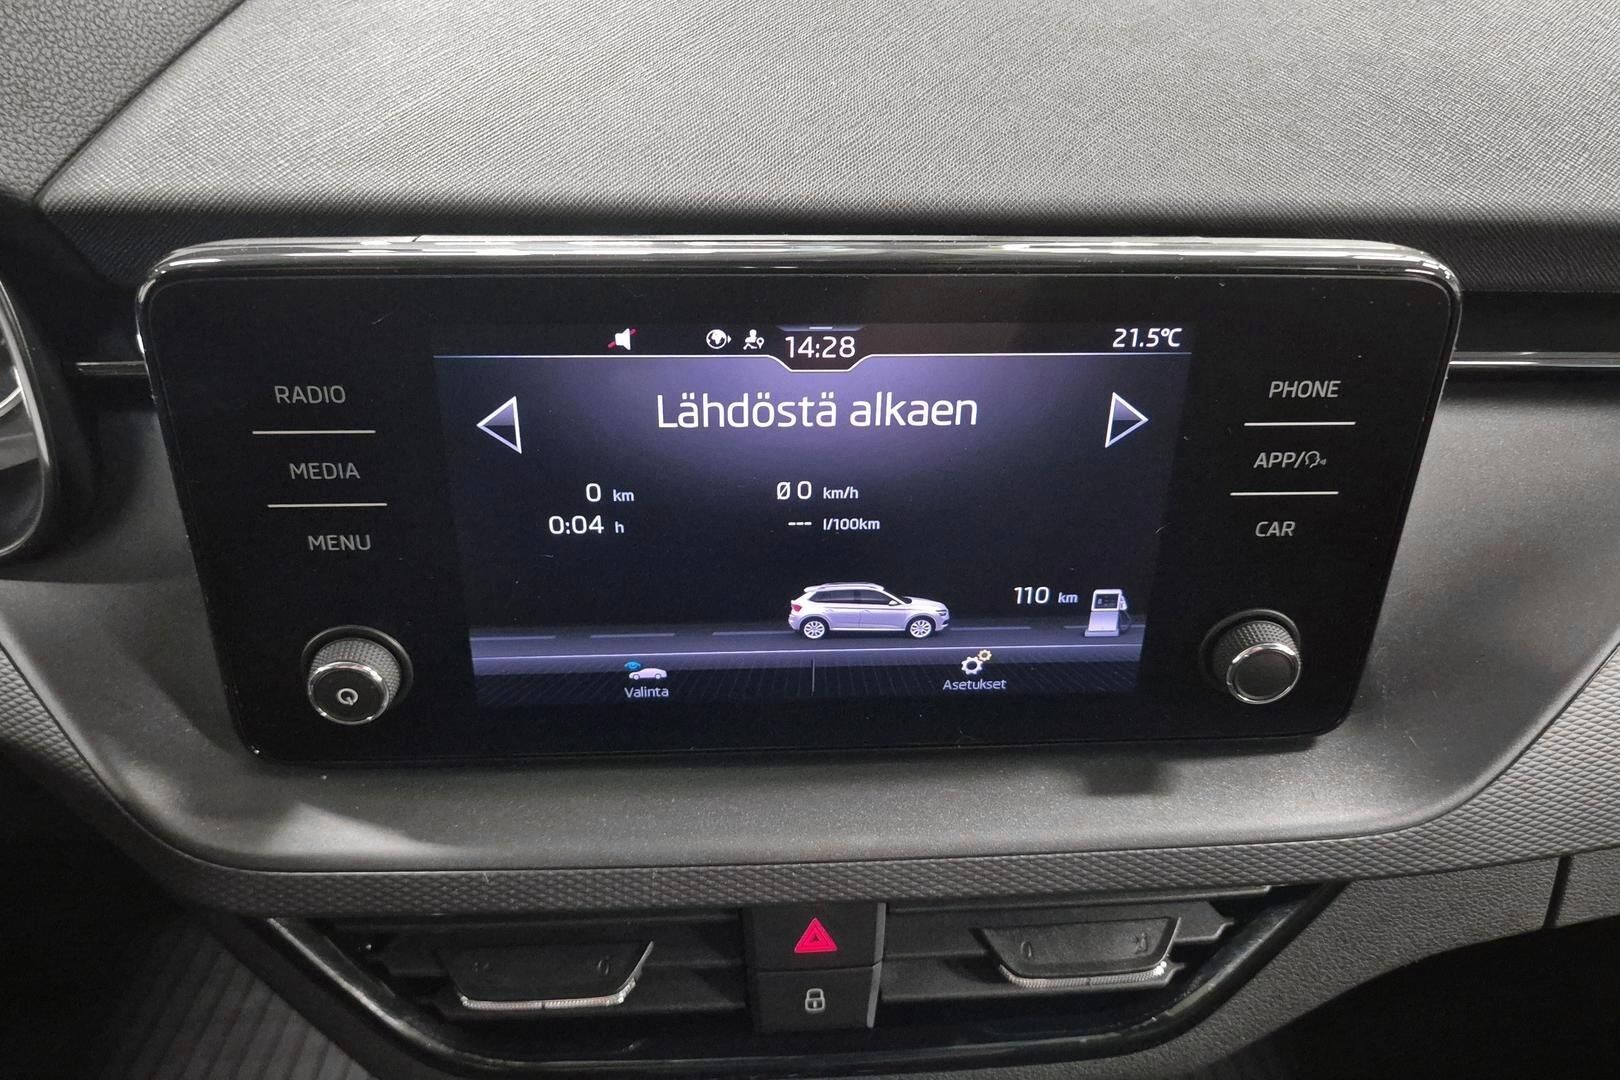 14:28
21.5°C
RADIO
MEDIA
MENU
Lähdöstä alkaen
0 km
Ø 0 km/h
0:04 h
--- l/100km
110 km
Valinta
Asetukset
PHONE
APP/
CAR